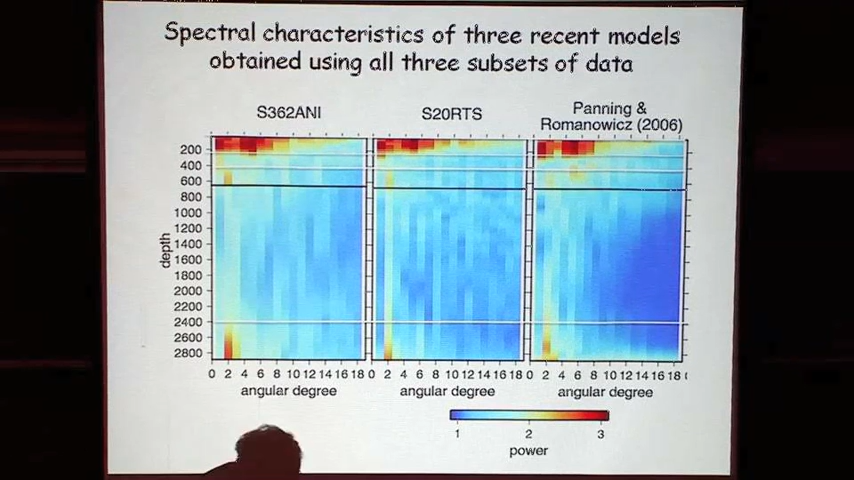 Spectral characteristics of three recent models
obtained using all three subsets of data
S362ANI
S20RTS
Panning &
Romanowicz (2006)
depth
200
400
600
800
1000
1200
1400
1600
1800
2000
2200
2400
2600
2800
0 2 4 6 8 10 12 14 16 18
0 2 4 6 8 10 12 14 16 18
0 2 4 6 8 10 12 14 16 18
angular degree
angular degree
angular degree
1 2 3
power